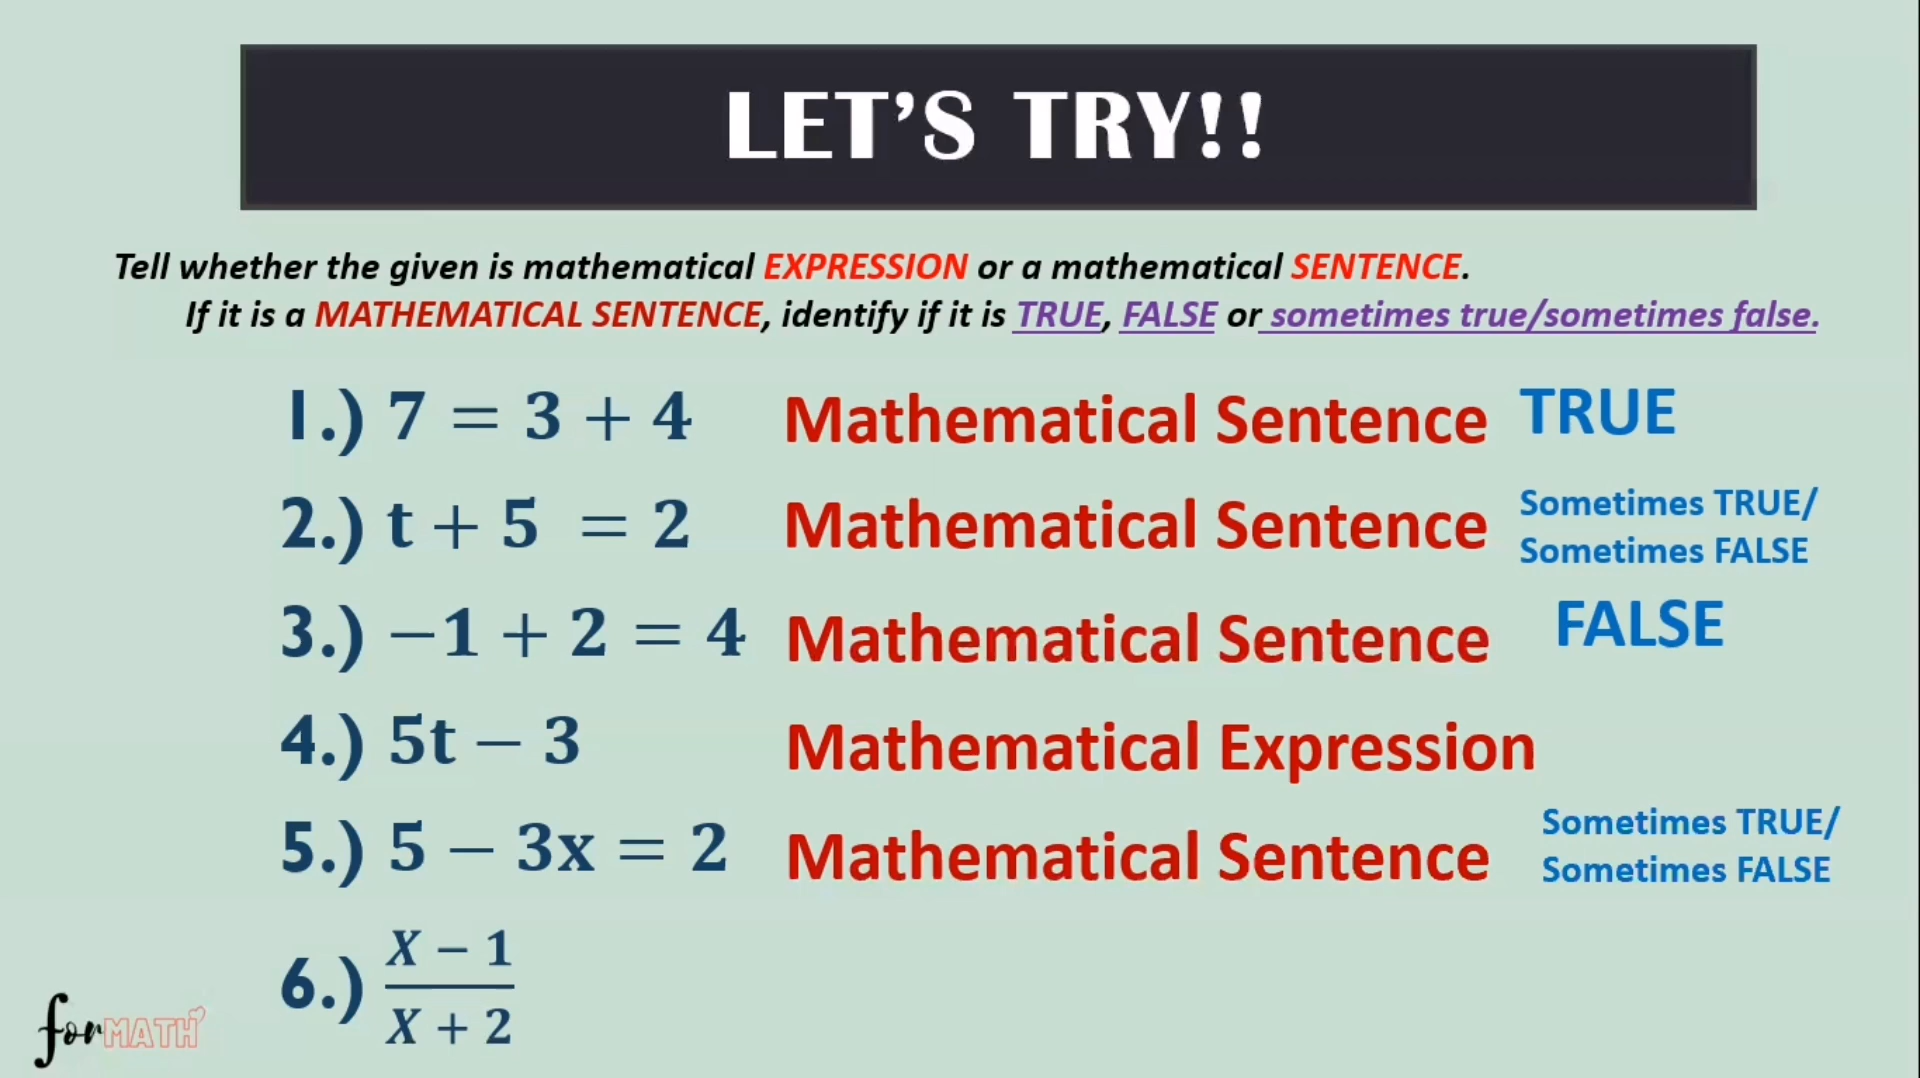 LET'S TRY!!
Tell whether the given is mathematical EXPRESSION or a mathematical SENTENCE.
If it is a MATHEMATICAL SENTENCE, identify if it is TRUE, FALSE or sometimes true/sometimes false.
1.) 7 = 3 + 4 Mathematical Sentence TRUE
2.) t + 5 = 2 Mathematical Sentence Sometimes TRUE/
Sometimes FALSE
3.) −1 + 2 = 4 Mathematical Sentence FALSE
4.) 5t − 3 Mathematical Expression
5.) 5 − 3x = 2 Mathematical Sentence Sometimes TRUE/
Sometimes FALSE
6.) X − 1
X + 2
forMATH